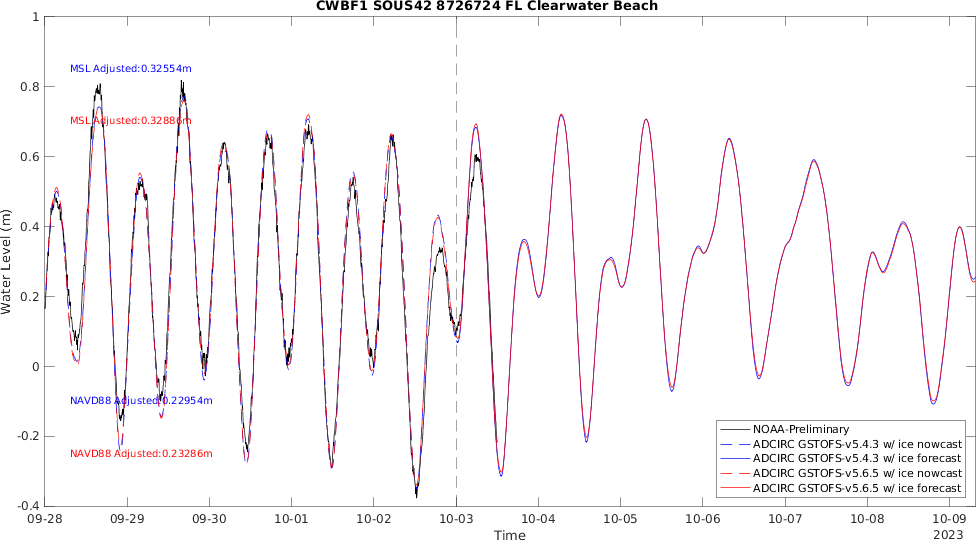 CWBF1 SOUS42 8726724 FL Clearwater Beach
1
0.8
0.6
0.4
0.2
0
-0.2
-0.4
Water Level (m)
MSL Adjusted:0.32554m
MSL Adjusted:0.32886m
NAVD88 Adjusted:0.22954m
NAVD88 Adjusted:0.23286m
NOAA-Preliminary
ADCIRC GSTOFS-v5.4.3 w/ ice nowcast
ADCIRC GSTOFS-v5.4.3 w/ ice forecast
ADCIRC GSTOFS-v5.6.5 w/ ice nowcast
ADCIRC GSTOFS-v5.6.5 w/ ice forecast
09-28 09-29 09-30 10-01 10-02 10-03 10-04 10-05 10-06 10-07 10-08 10-09
Time
2023